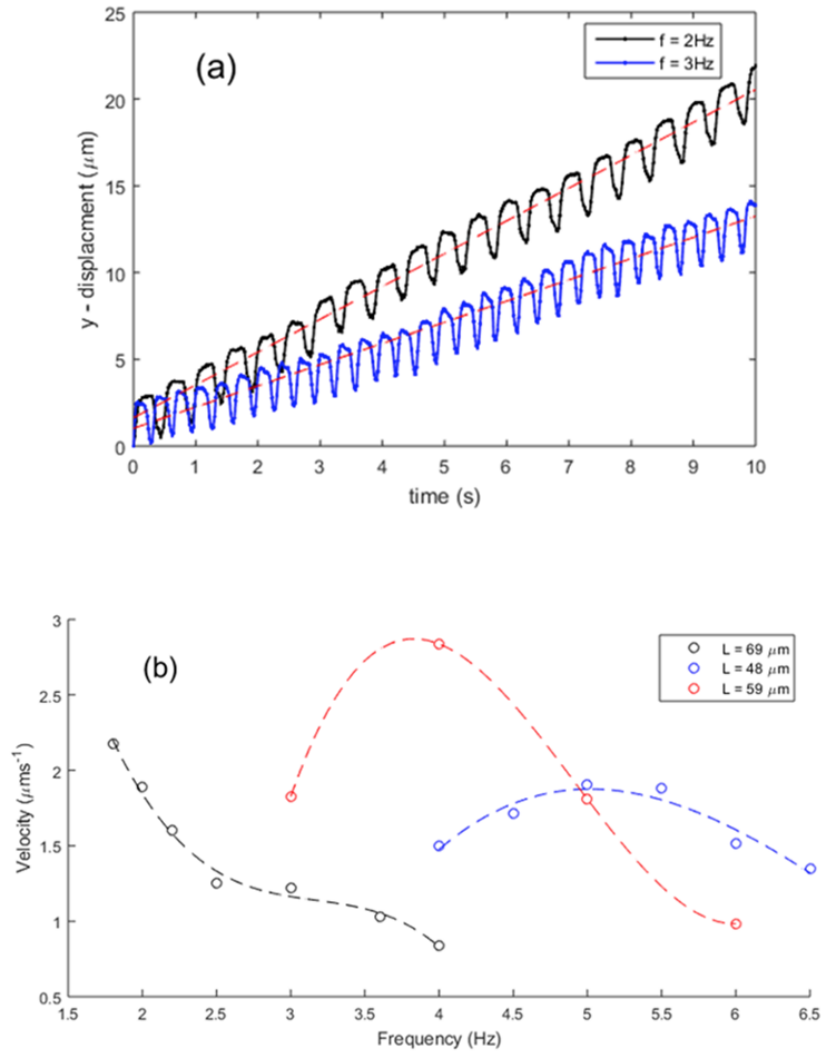 (a)
f = 2Hz
f = 3Hz
25
20
15
10
5
0
y - displacment (μm)
0 1 2 3 4 5 6 7 8 9 10
time (s)
(b)
L = 69 μm
L = 48 μm
L = 59 μm
3
2.5
2
1.5
1
0.5
Velocity (μms-1)
1.5 2 2.5 3 3.5 4 4.5 5 5.5 6 6.5
Frequency (Hz)